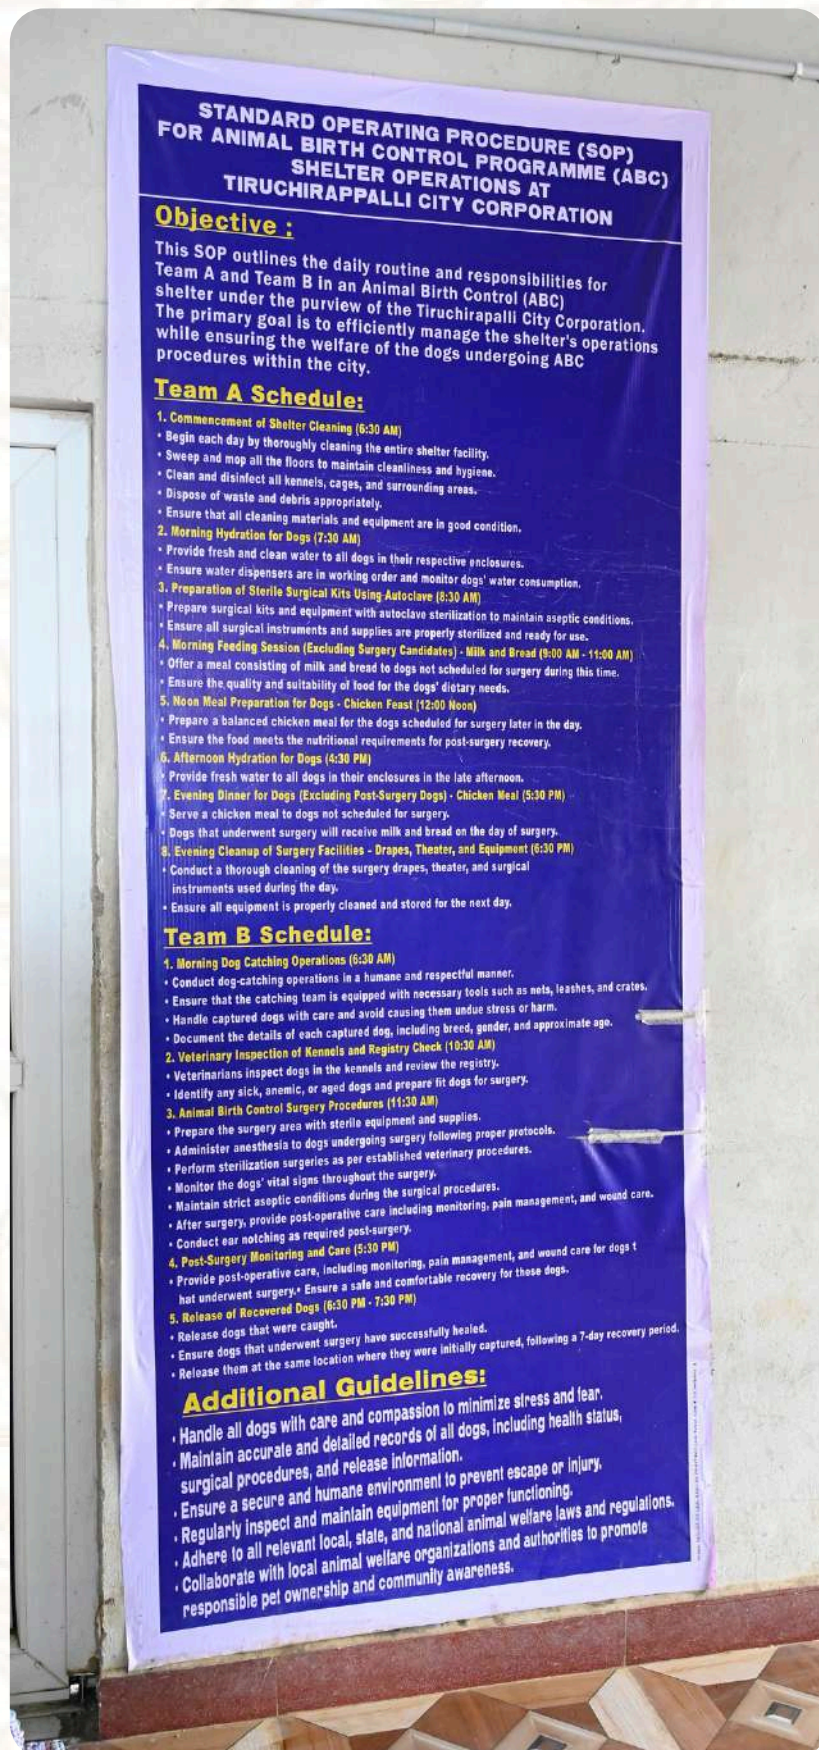 STANDARD OPERATING PROCEDURE (SOP)
FOR ANIMAL BIRTH CONTROL PROGRAMME (ABC)
SHELTER OPERATIONS AT
TIRUCHIRAPPALLI CITY CORPORATION
Objective :
This SOP outlines the daily routine and responsibilities for
Team A and Team B in an Animal Birth Control (ABC)
shelter under the purview of the Tiruchirapalli City Corporation.
The primary goal is to efficiently manage the shelter's operations
while ensuring the welfare of the dogs undergoing ABC
procedures within the city.
Team A Schedule:
1. Commencement of Shelter Cleaning (6:30 AM)
• Begin each day by thoroughly cleaning the entire shelter facility.
• Sweep and mop all the floors to maintain cleanliness and hygiene.
• Clean and disinfect all kennels, cages, and surrounding areas.
• Dispose of waste and debris appropriately.
• Ensure that all cleaning materials and equipment are in good condition.
2. Morning Hydration for Dogs (7:30 AM)
• Provide fresh and clean water to all dogs in their respective enclosures.
• Ensure water dispensers are in working order and monitor dogs' water consumption.
3. Preparation of Sterile Surgical Kits Using Autoclave (8:30 AM)
• Prepare surgical kits and equipment with autoclave sterilization to maintain aseptic conditions.
• Ensure all surgical instruments and supplies are properly sterilized and ready for use.
4. Morning Feeding Session (Excluding Surgery Candidates) - Milk and Bread (9:00 AM - 11:00 AM)
• Offer a meal consisting of milk and bread to dogs not scheduled for surgery during this time.
• Ensure the quality and suitability of food for the dogs' dietary needs.
5. Noon Meal Preparation for Dogs - Chicken Feast (12:00 Noon)
• Prepare a balanced chicken meal for the dogs scheduled for surgery later in the day.
• Ensure the food meets the nutritional requirements for post-surgery recovery.
6. Afternoon Hydration for Dogs (4:30 PM)
• Provide fresh water to all dogs in their enclosures in the late afternoon.
7. Evening Dinner for Dogs (Excluding Post-Surgery Dogs) - Chicken Meal (5:30 PM)
• Serve a chicken meal to dogs not scheduled for surgery.
• Dogs that underwent surgery will receive milk and bread on the day of surgery.
8. Evening Cleanup of Surgery Facilities - Drapes, Theater, and Equipment (6:30 PM)
• Conduct a thorough cleaning of the surgery drapes, theater, and surgical
instruments used during the day.
• Ensure all equipment is properly cleaned and stored for the next day.
Team B Schedule:
1. Morning Dog Catching Operations (6:30 AM)
• Conduct dog-catching operations in a humane and respectful manner.
• Ensure that the catching team is equipped with necessary tools such as nets, leashes, and crates.
• Handle captured dogs with care and avoid causing them undue stress or harm.
• Document the details of each captured dog, including breed, gender, and approximate age.
2. Veterinary Inspection of Kennels and Registry Check (10:30 AM)
• Veterinarians inspect dogs in the kennels and review the registry.
• Identify any sick, anemic, or aged dogs and prepare fit dogs for surgery.
3. Animal Birth Control Surgery Procedures (11:30 AM)
• Prepare the surgery area with sterile equipment and supplies.
• Administer anesthesia to dogs undergoing surgery following proper protocols.
• Perform sterilization surgeries as per established veterinary procedures.
• Monitor the dogs' vital signs throughout the surgery.
• Maintain strict aseptic conditions during the surgical procedures.
• After surgery, provide post-operative care including monitoring, pain management, and wound care.
• Conduct ear notching as required post-surgery.
4. Post-Surgery Monitoring and Care (5:30 PM)
• Provide post-operative care, including monitoring, pain management, and wound care for dogs t
hat underwent surgery.• Ensure a safe and comfortable recovery for these dogs.
5. Release of Recovered Dogs (6:30 PM - 7:30 PM)
• Release dogs that were caught.
• Ensure dogs that underwent surgery have successfully healed.
• Release them at the same location where they were initially captured, following a 7-day recovery period.
Additional Guidelines:
• Handle all dogs with care and compassion to minimize stress and fear.
• Maintain accurate and detailed records of all dogs, including health status,
surgical procedures, and release information.
• Ensure a secure and humane environment to prevent escape or injury.
• Regularly inspect and maintain equipment for proper functioning.
• Adhere to all relevant local, state, and national animal welfare laws and regulations.
• Collaborate with local animal welfare organizations and authorities to promote
responsible pet ownership and community awareness.